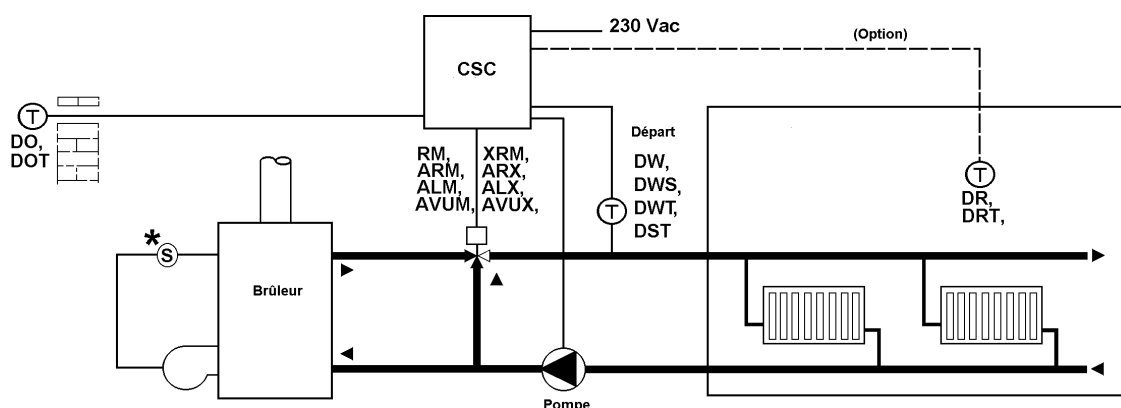 230 Vac
(Option)
CSC
T
DO,
DOT
RM,
ARM,
ALM,
AVUM,
XRM,
ARX,
ALX,
AVUX,
Départ
DW,
DWS,
DWT,
DST
T
T
DR,
DRT,
*
S
Brûleur
Pompe